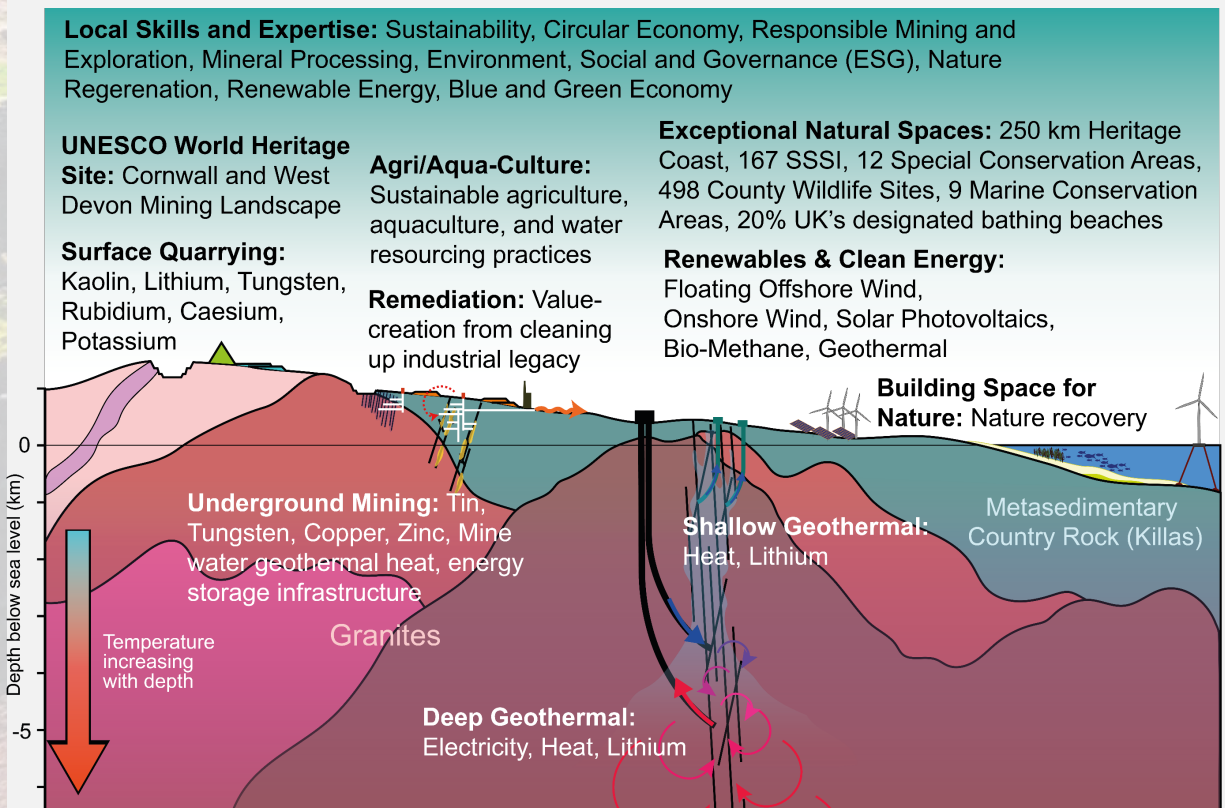 Local Skills and Expertise: Sustainability, Circular Economy, Responsible Mining and
Exploration, Mineral Processing, Environment, Social and Governance (ESG), Nature
Regerenation, Renewable Energy, Blue and Green Economy
UNESCO World Heritage
Site: Cornwall and West
Devon Mining Landscape
Surface Quarrying:
Kaolin, Lithium, Tungsten,
Rubidium, Caesium,
Potassium
Agri/Aqua-Culture:
Sustainable agriculture,
aquaculture, and water
resourcing practices
Remediation: Value-
creation from cleaning
up industrial legacy
Exceptional Natural Spaces: 250 km Heritage
Coast, 167 SSSI, 12 Special Conservation Areas,
498 County Wildlife Sites, 9 Marine Conservation
Areas, 20% UK's designated bathing beaches
Renewables & Clean Energy:
Floating Offshore Wind,
Onshore Wind, Solar Photovoltaics,
Bio-Methane, Geothermal
Building Space for
Nature: Nature recovery
0
Depth below sea level (km)
-5
Underground Mining: Tin,
Tungsten, Copper, Zinc, Mine
water geothermal heat, energy
storage infrastructure
Shallow Geothermal:
Heat, Lithium
Metasedimentary
Country Rock (Killas)
Granites
Temperature
increasing
with depth
Deep Geothermal:
Electricity, Heat, Lithium